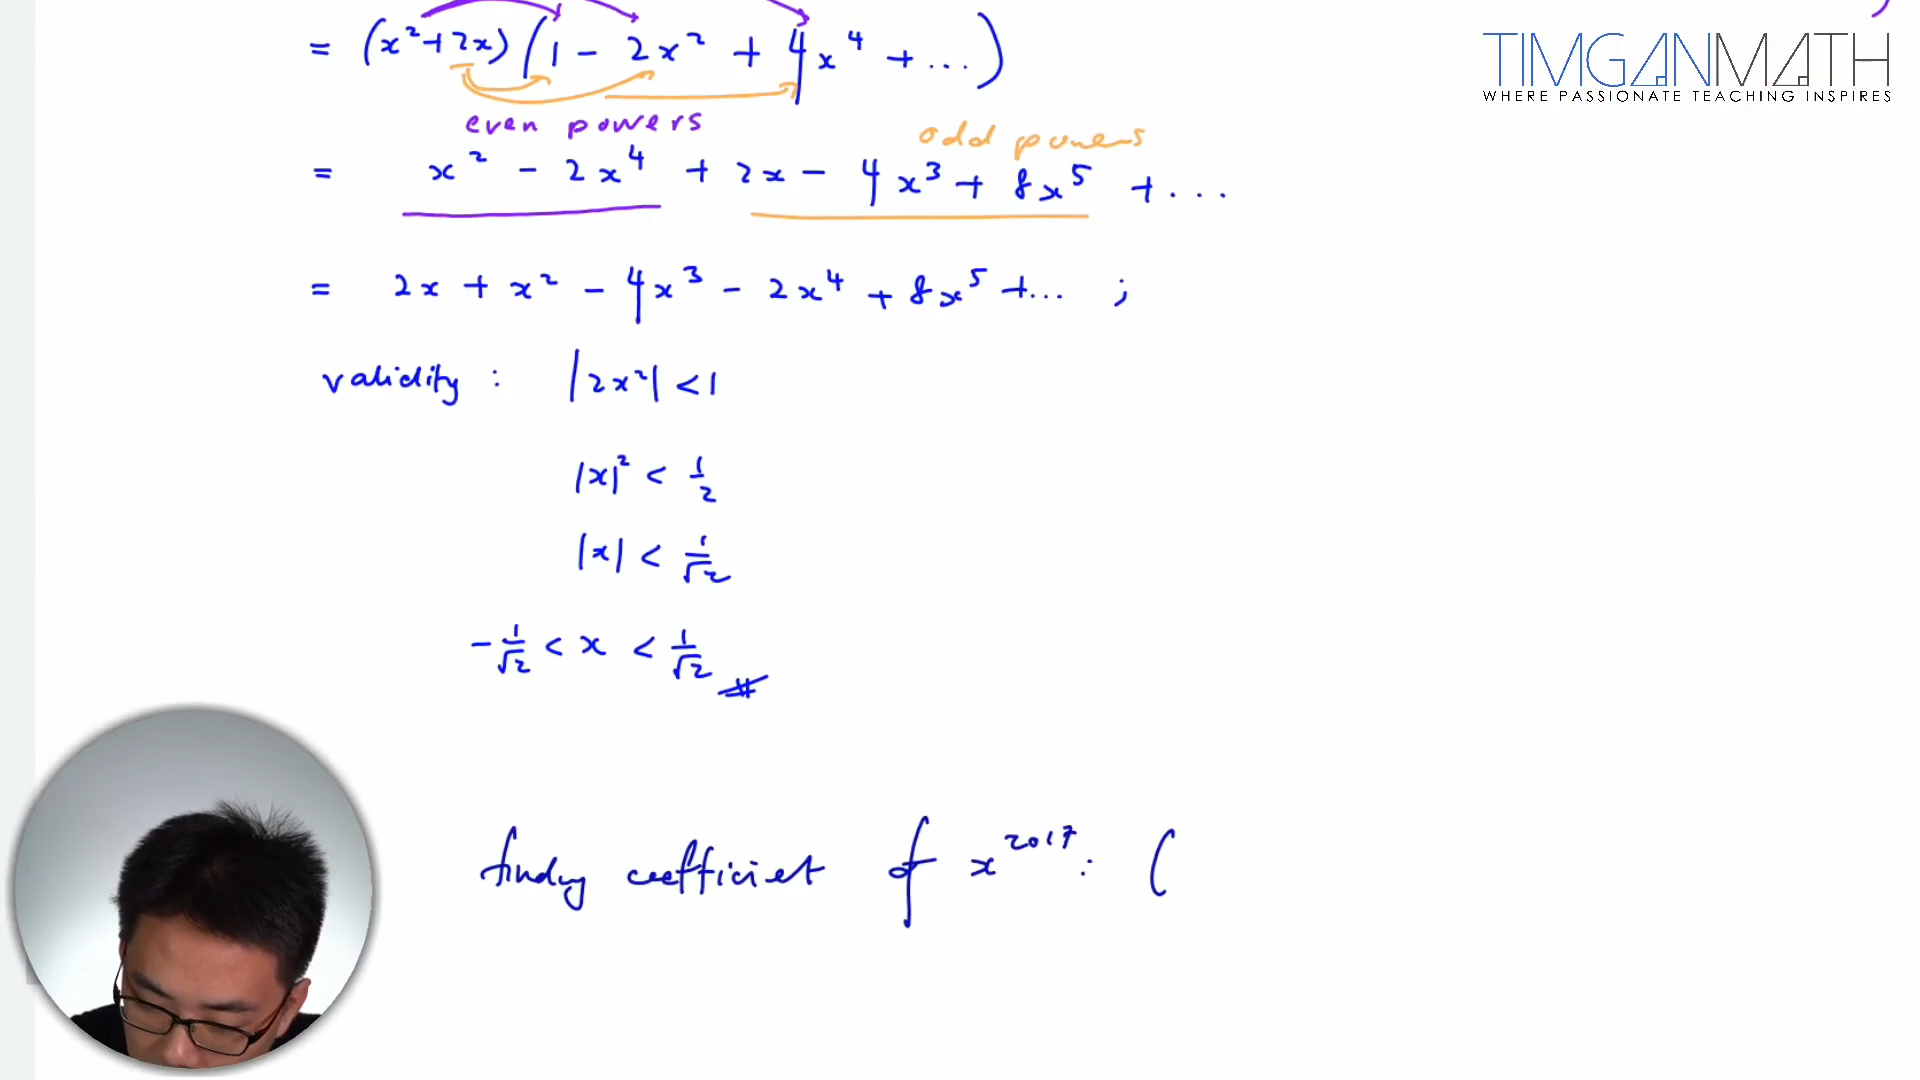 = (x²+2x)(1 - 2x² + 4x⁴ + ...)
TIMGANMATH
WHERE PASSIONATE TEACHING INSPIRES
even powers
odd powers
= x² - 2x⁴ + 2x - 4x³ + 8x⁵ + ...
= 2x + x² - 4x³ - 2x⁴ + 8x⁵ + ... ;
validity : |2x²| < 1
|x|² < 1/2
|x| < 1/√2
-1/√2 < x < 1/√2 #
finding coefficient of x²⁰¹⁷ : (